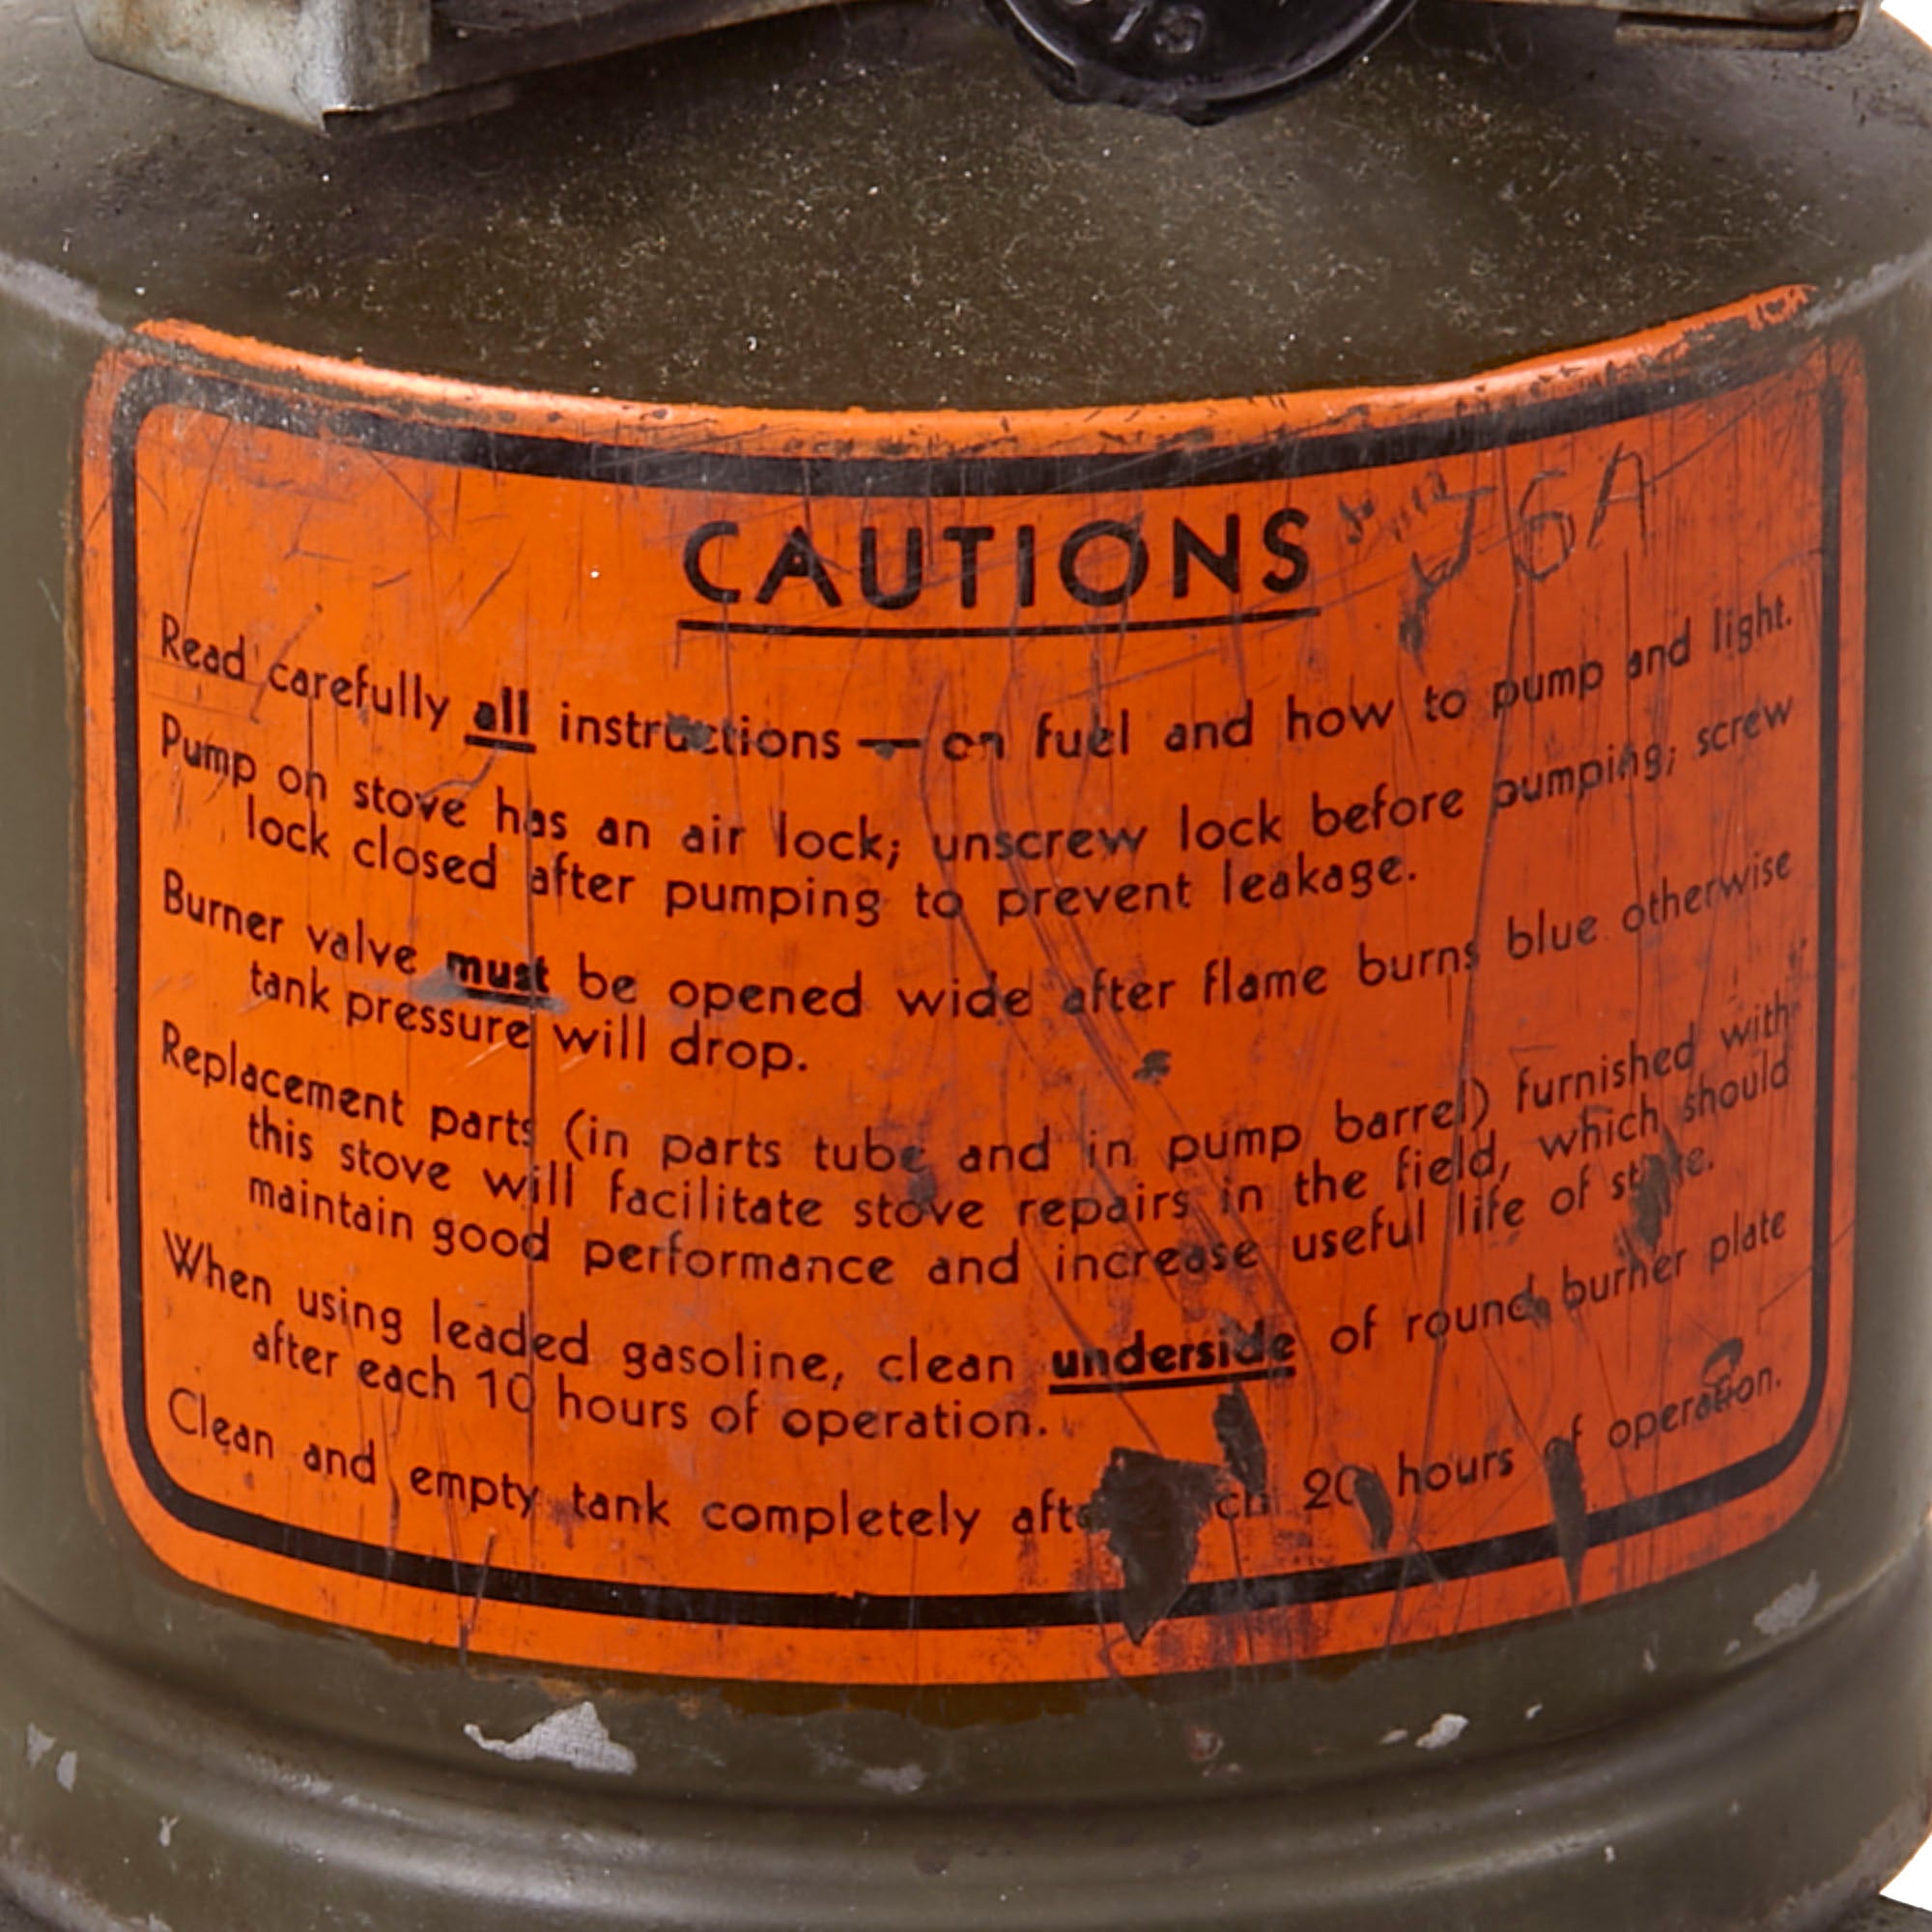 CAUTIONS
J6A
Read carefully all instructions — on fuel and how to pump and light.
Pump on stove has an air lock; unscrew lock before pumping; screw
lock closed after pumping to prevent leakage.
Burner valve must be opened wide after flame burns blue otherwise
tank pressure will drop.
Replacement parts (in parts tube and in pump barrel) furnished with
this stove will facilitate stove repairs in the field, which should
maintain good performance and increase useful life of stove.
When using leaded gasoline, clean underside of round burner plate
after each 10 hours of operation.
Clean and empty tank completely after each 20 hours of operation.